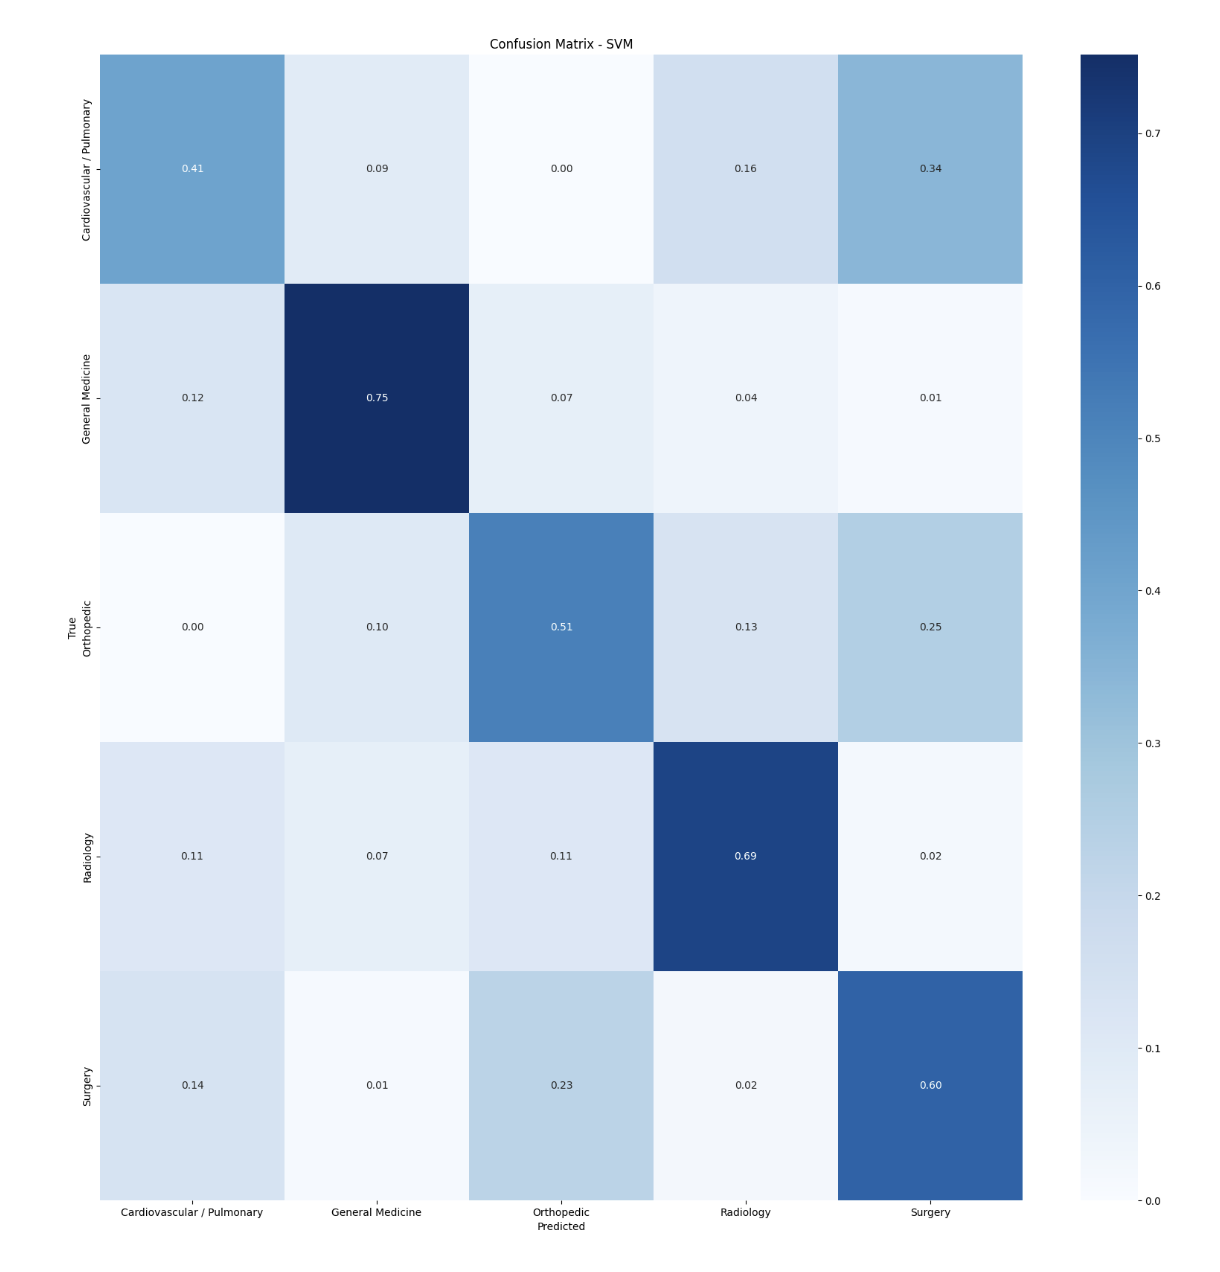 Confusion Matrix - SVM
Cardiovascular / Pulmonary
0.41 0.09 0.00 0.16 0.34
General Medicine
0.12 0.75 0.07 0.04 0.01
True
Orthopedic
0.00 0.10 0.51 0.13 0.25
Radiology
0.11 0.07 0.11 0.69 0.02
Surgery
0.14 0.01 0.23 0.02 0.60
Cardiovascular / Pulmonary General Medicine Orthopedic Radiology Surgery
Predicted
0.7
0.6
0.5
0.4
0.3
0.2
0.1
0.0